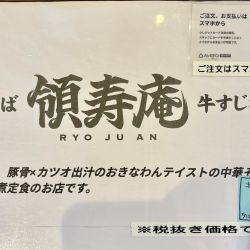 ご注文、お支払いは
スマホから
ご注文はスマ
ば 領寿庵 牛すじ
RYO JU AN
豚骨×カツオ出汁のおきなわんテイストの中華そ
煮定食のお店です。
※税抜き価格で